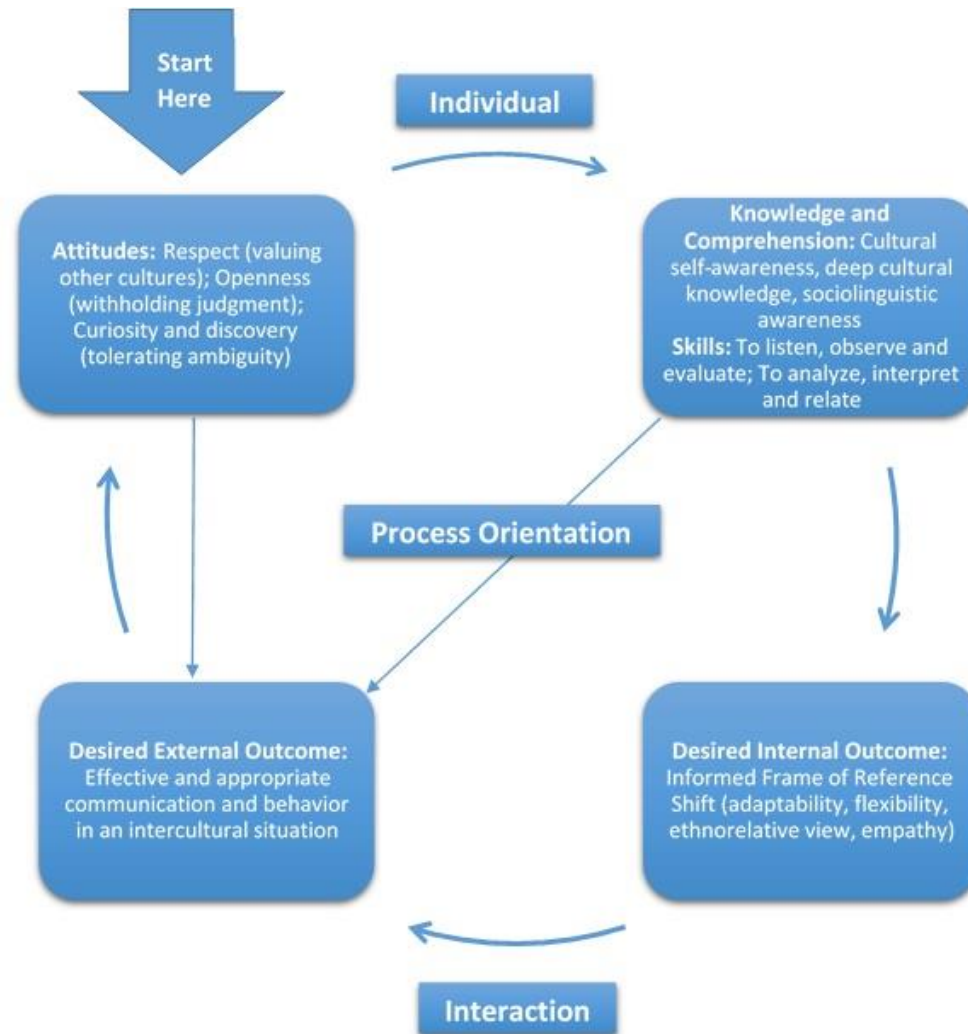 Start
Here
Individual
Attitudes: Respect (valuing
other cultures); Openness
(withholding judgment);
Curiosity and discovery
(tolerating ambiguity)
Knowledge and
Comprehension: Cultural
self-awareness, deep cultural
knowledge, sociolinguistic
awareness
Skills: To listen, observe and
evaluate; To analyze, interpret
and relate
Process Orientation
Desired External Outcome:
Effective and appropriate
communication and behavior
in an intercultural situation
Desired Internal Outcome:
Informed Frame of Reference
Shift (adaptability, flexibility,
ethnorelative view, empathy)
Interaction